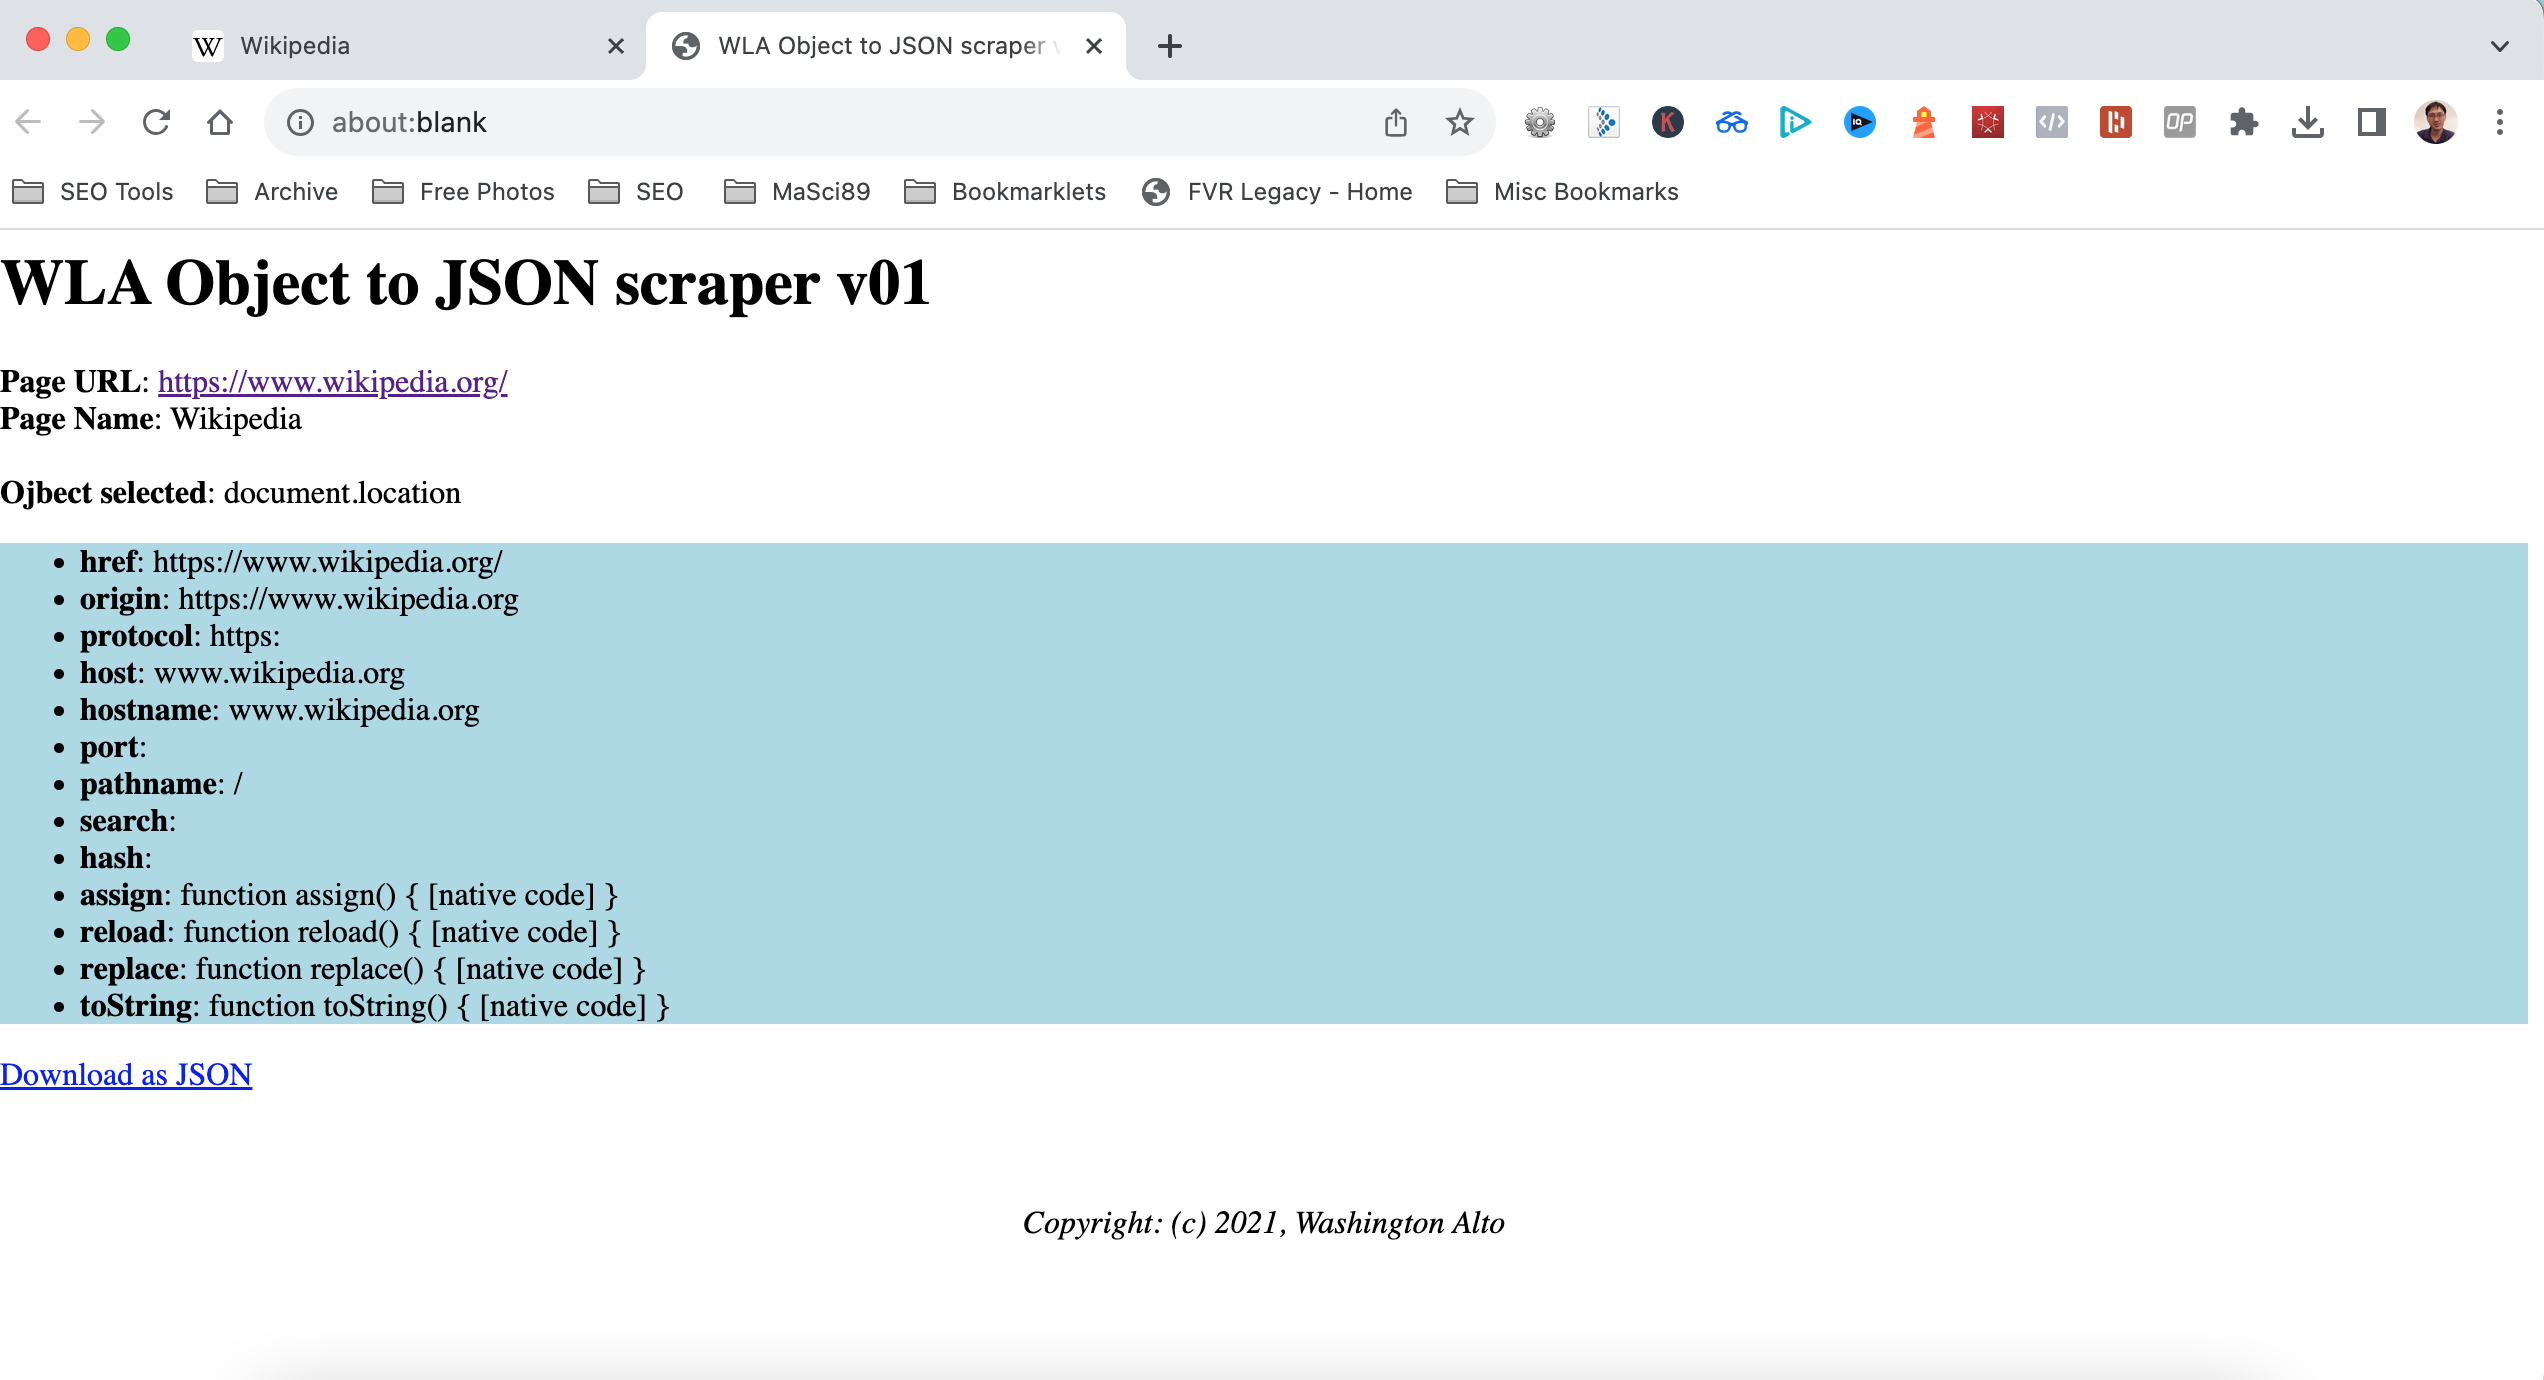 Wikipedia
WLA Object to JSON scraper
about:blank
SEO Tools Archive Free Photos SEO MaSci89 Bookmarklets FVR Legacy - Home Misc Bookmarks
WLA Object to JSON scraper v01
Page URL: https://www.wikipedia.org/
Page Name: Wikipedia
Ojbect selected: document.location
• href: https://www.wikipedia.org/
• origin: https://www.wikipedia.org
• protocol: https:
• host: www.wikipedia.org
• hostname: www.wikipedia.org
• port:
• pathname: /
• search:
• hash:
• assign: function assign() { [native code] }
• reload: function reload() { [native code] }
• replace: function replace() { [native code] }
• toString: function toString() { [native code] }
Download as JSON
Copyright: (c) 2021, Washington Alto